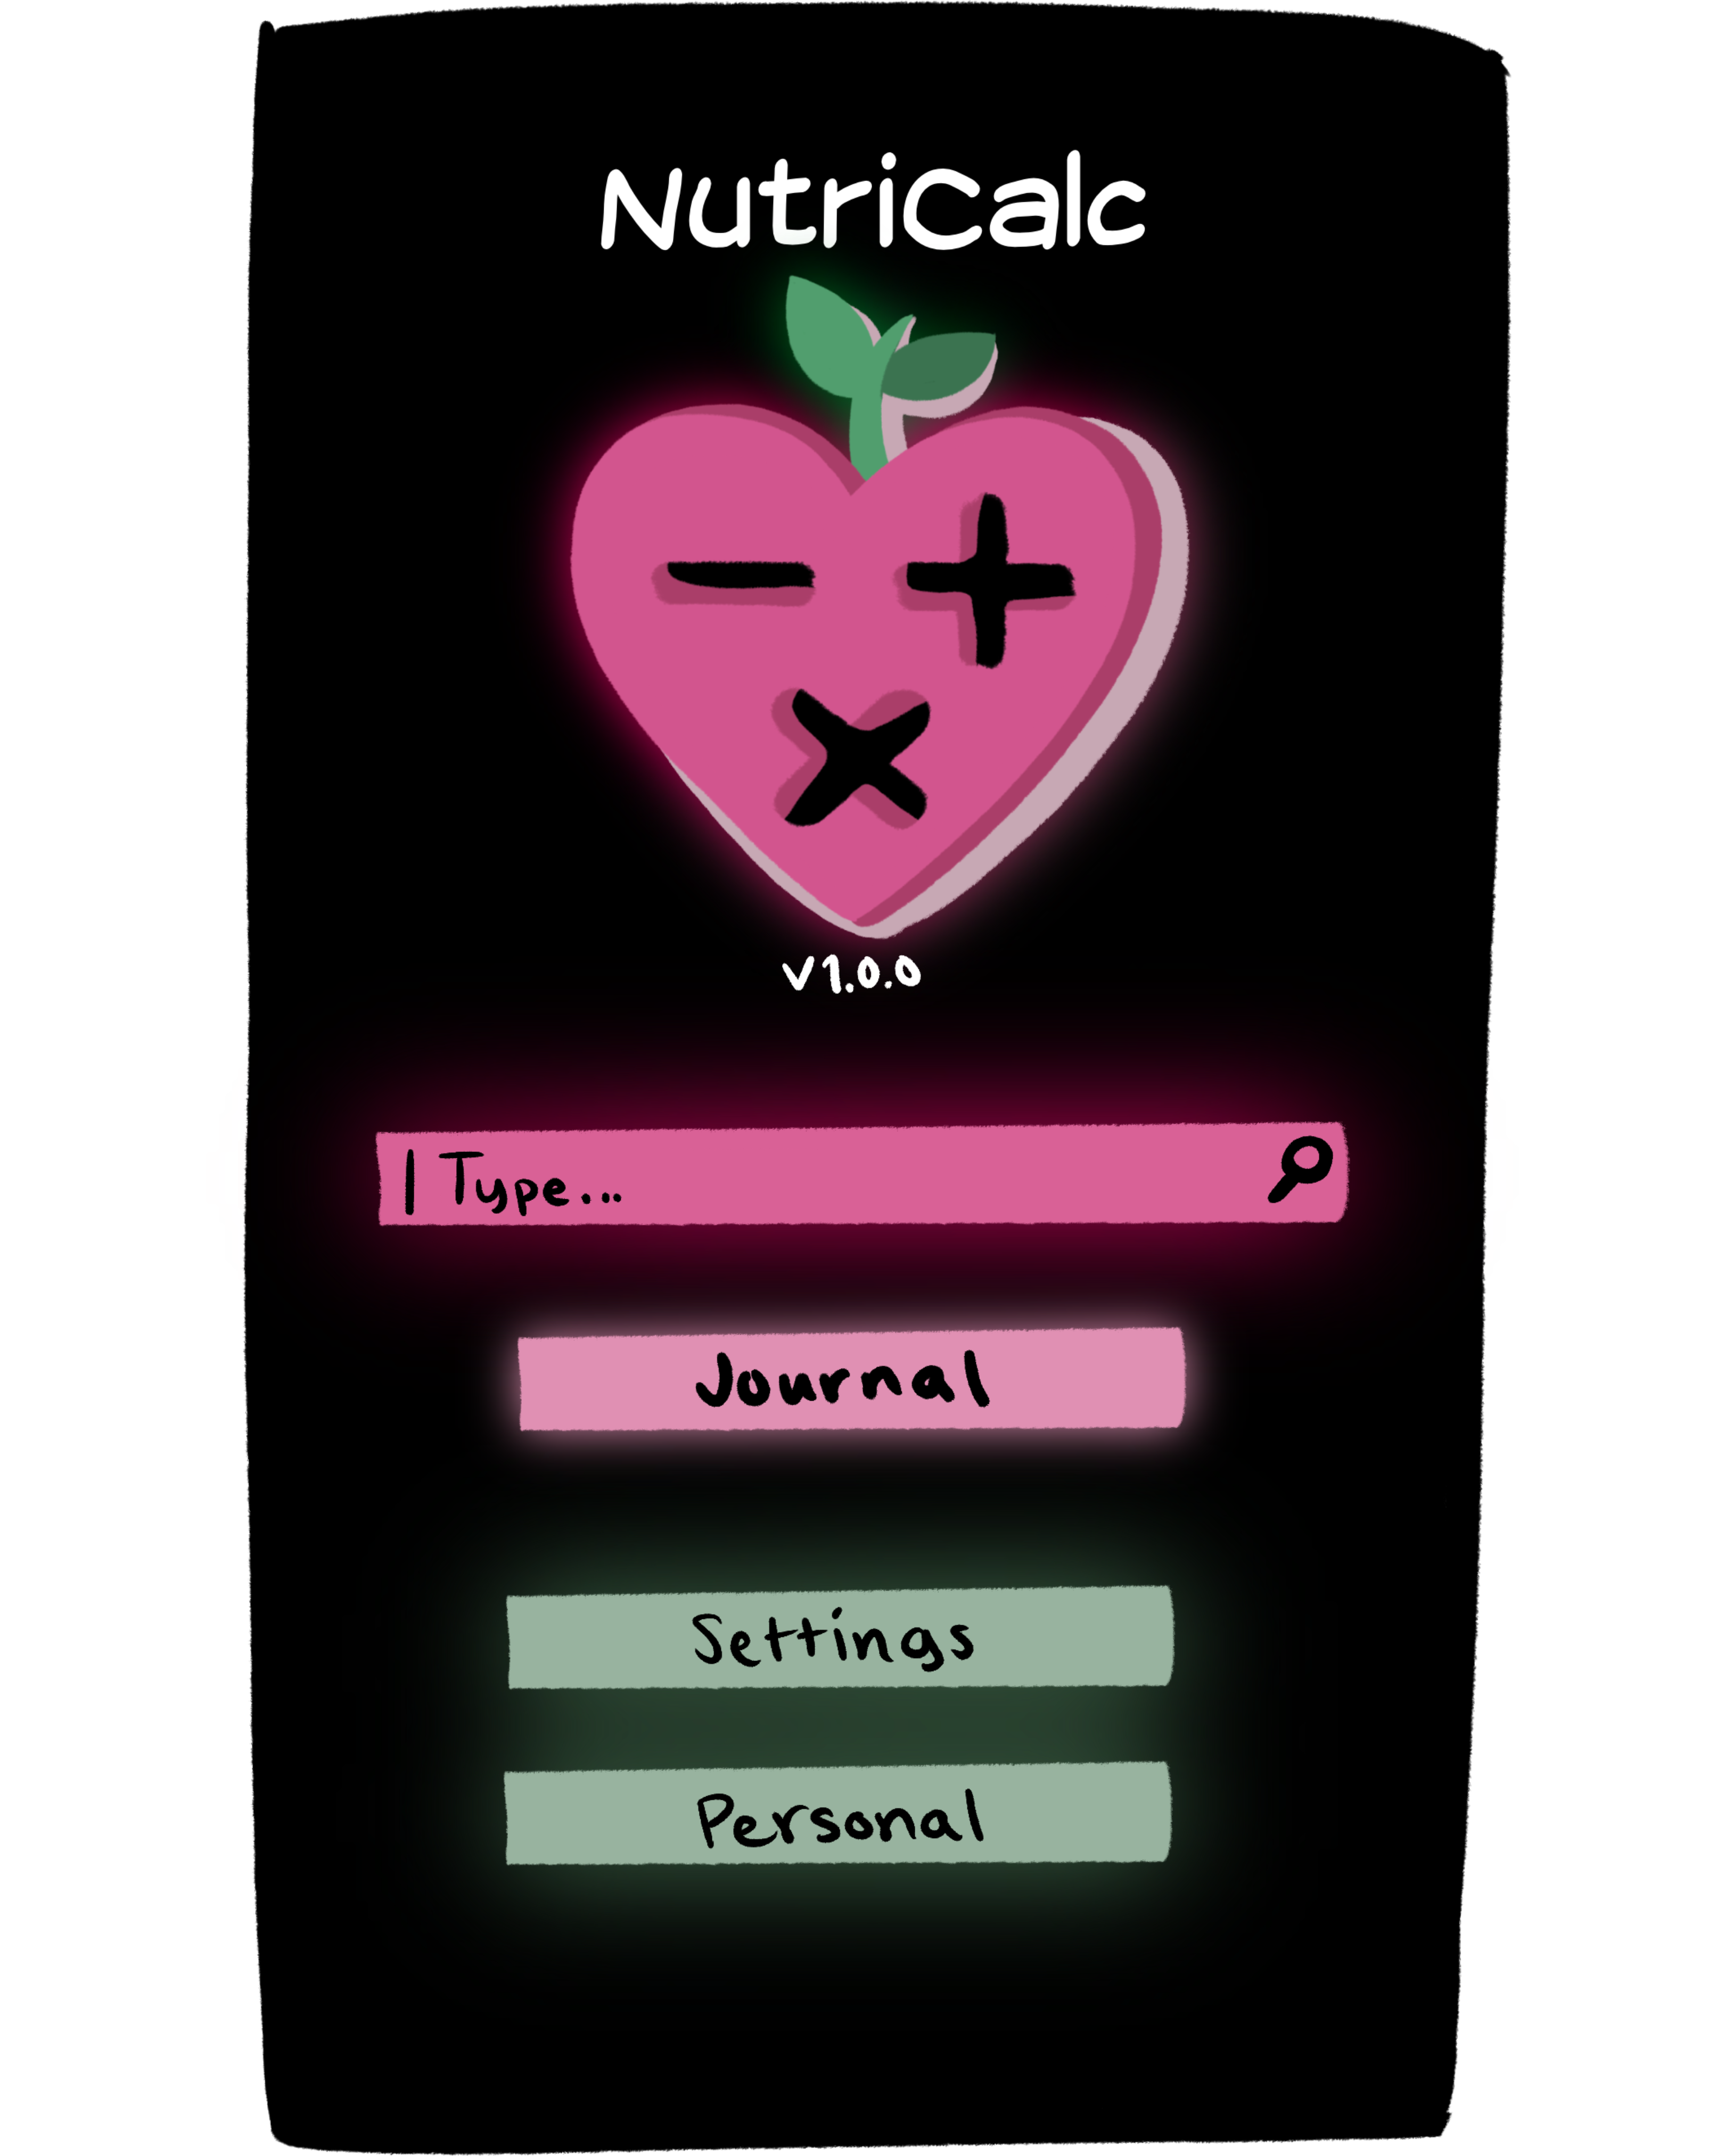 NutriCalc
− +
×
v1.0.0
| Type...
Journal
Settings
Personal